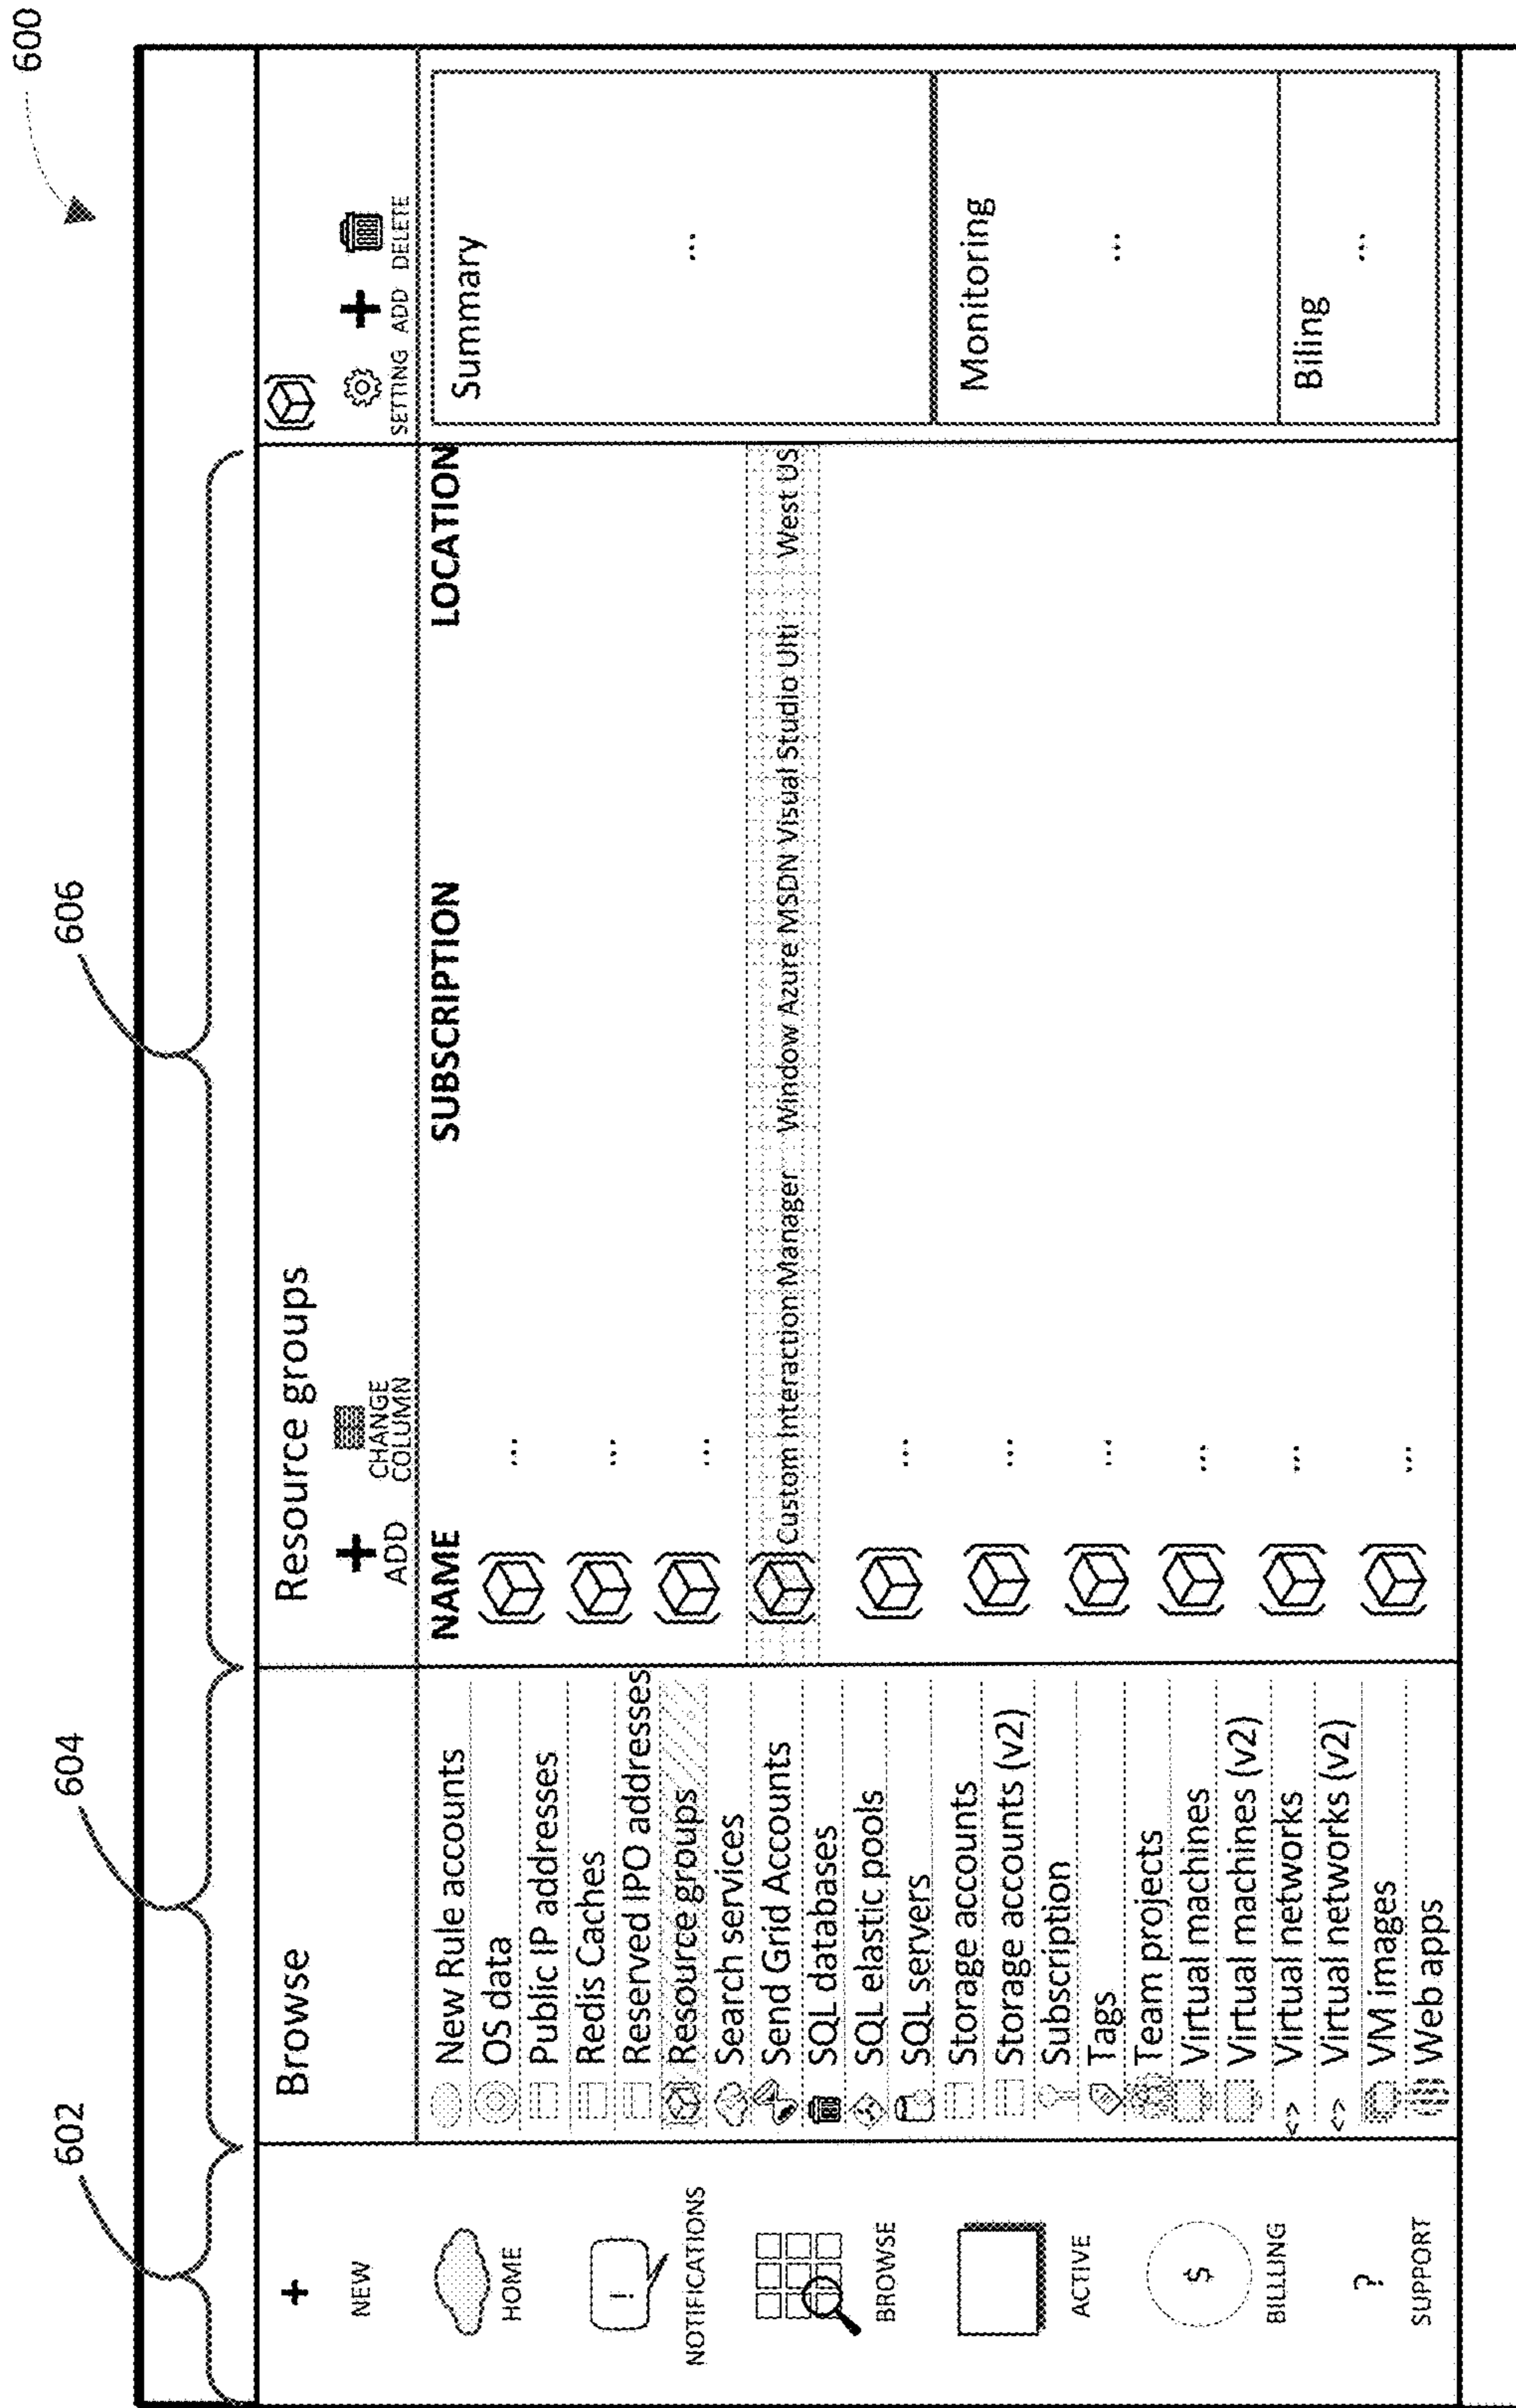 600
602
604
606
+
NEW
HOME
!
NOTIFICATIONS
BROWSE
ACTIVE
$
BILLLING
?
SUPPORT
Browse
New Rule accounts
OS data
Public IP addresses
Redis Caches
Reserved IPO addresses
Resource groups
Search services
Send Grid Accounts
SQL databases
SQL elastic pools
SQL servers
Storage accounts
Storage accounts (v2)
Subscription
Tags
Team projects
Virtual machines
Virtual machines (v2)
<> Virtual networks
<> Virtual networks (v2)
VM images
Web apps
Resource groups
+
ADD
CHANGE
COLUMN
NAME SUBSCRIPTION LOCATION
...
...
...
Custom Interaction Manager Window Azure MSDN Visual Studio Ulti West US
...
...
...
...
...
...
+
SETTING ADD DELETE
Summary
...
Monitoring
...
Biling
...